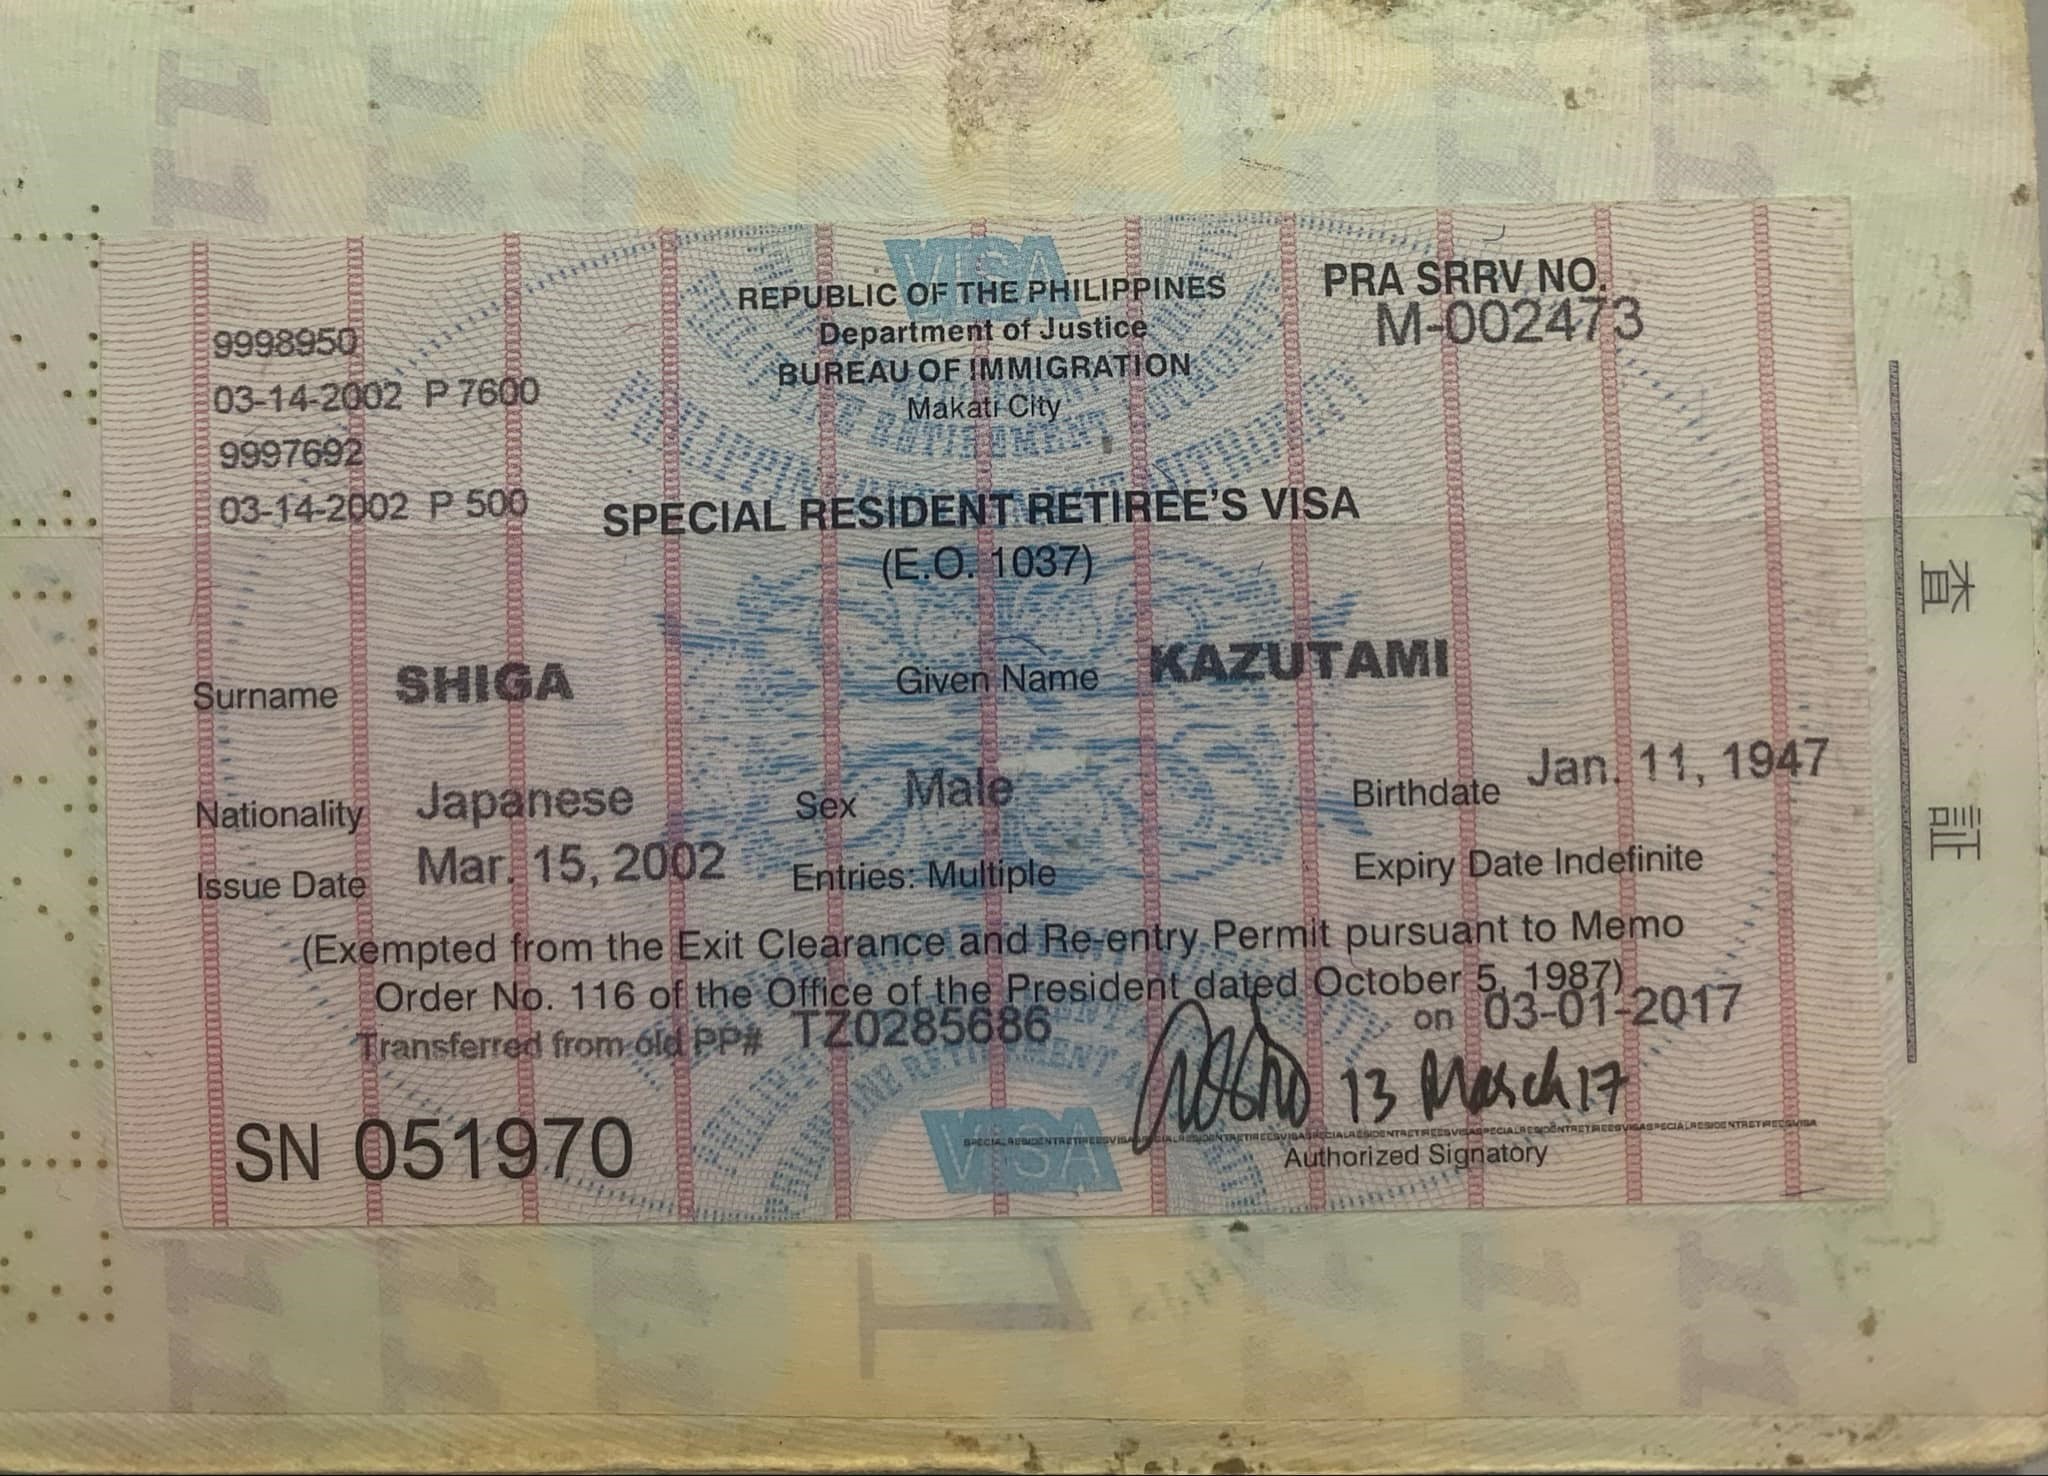 VISA
REPUBLIC OF THE PHILIPPINES
Department of Justice
BUREAU OF IMMIGRATION
Makati City
PRA SRRV NO.
M-002473
9998950
03-14-2002 P 7600
9997692
03-14-2002 P 500
SPECIAL RESIDENT RETIREE'S VISA
(E.O. 1037)
Surname SHIGA Given Name KAZUTAMI
Nationality Japanese Sex Male Birthdate Jan. 11, 1947
Issue Date Mar. 15, 2002 Entries: Multiple Expiry Date Indefinite
(Exempted from the Exit Clearance and Re-entry Permit pursuant to Memo
Order No. 116 of the Office of the President dated October 5, 1987)
Transferred from old PP# TZ0285686 on 03-01-2017
13 March 17
SN 051970
VISA
Authorized Signatory
査証